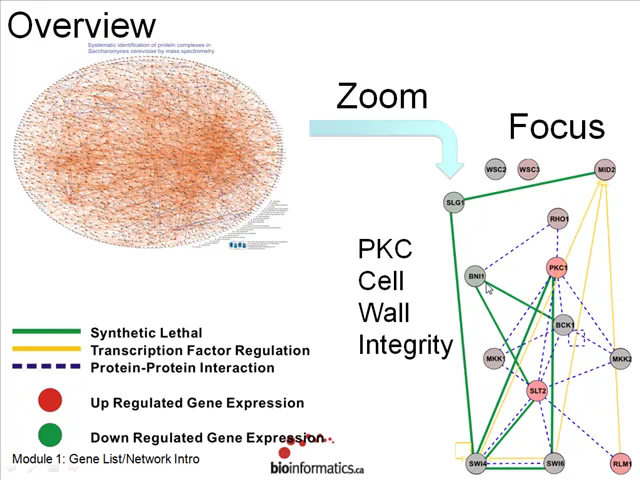 Overview
Systematic identification of protein complexes in
Saccharomyces cerevisiae by mass spectrometry
Zoom
Focus
WSC2
WSC3
MID2
SLG1
RHO1
PKC1
BNI1
BCK1
MKK1
MKK2
SLT2
SWI4
SWI6
RLM1
PKC
Cell
Wall
Integrity
Synthetic Lethal
Transcription Factor Regulation
Protein-Protein Interaction
Up Regulated Gene Expression
Down Regulated Gene Expression
Module 1: Gene List/Network Intro
bioinformatics.ca